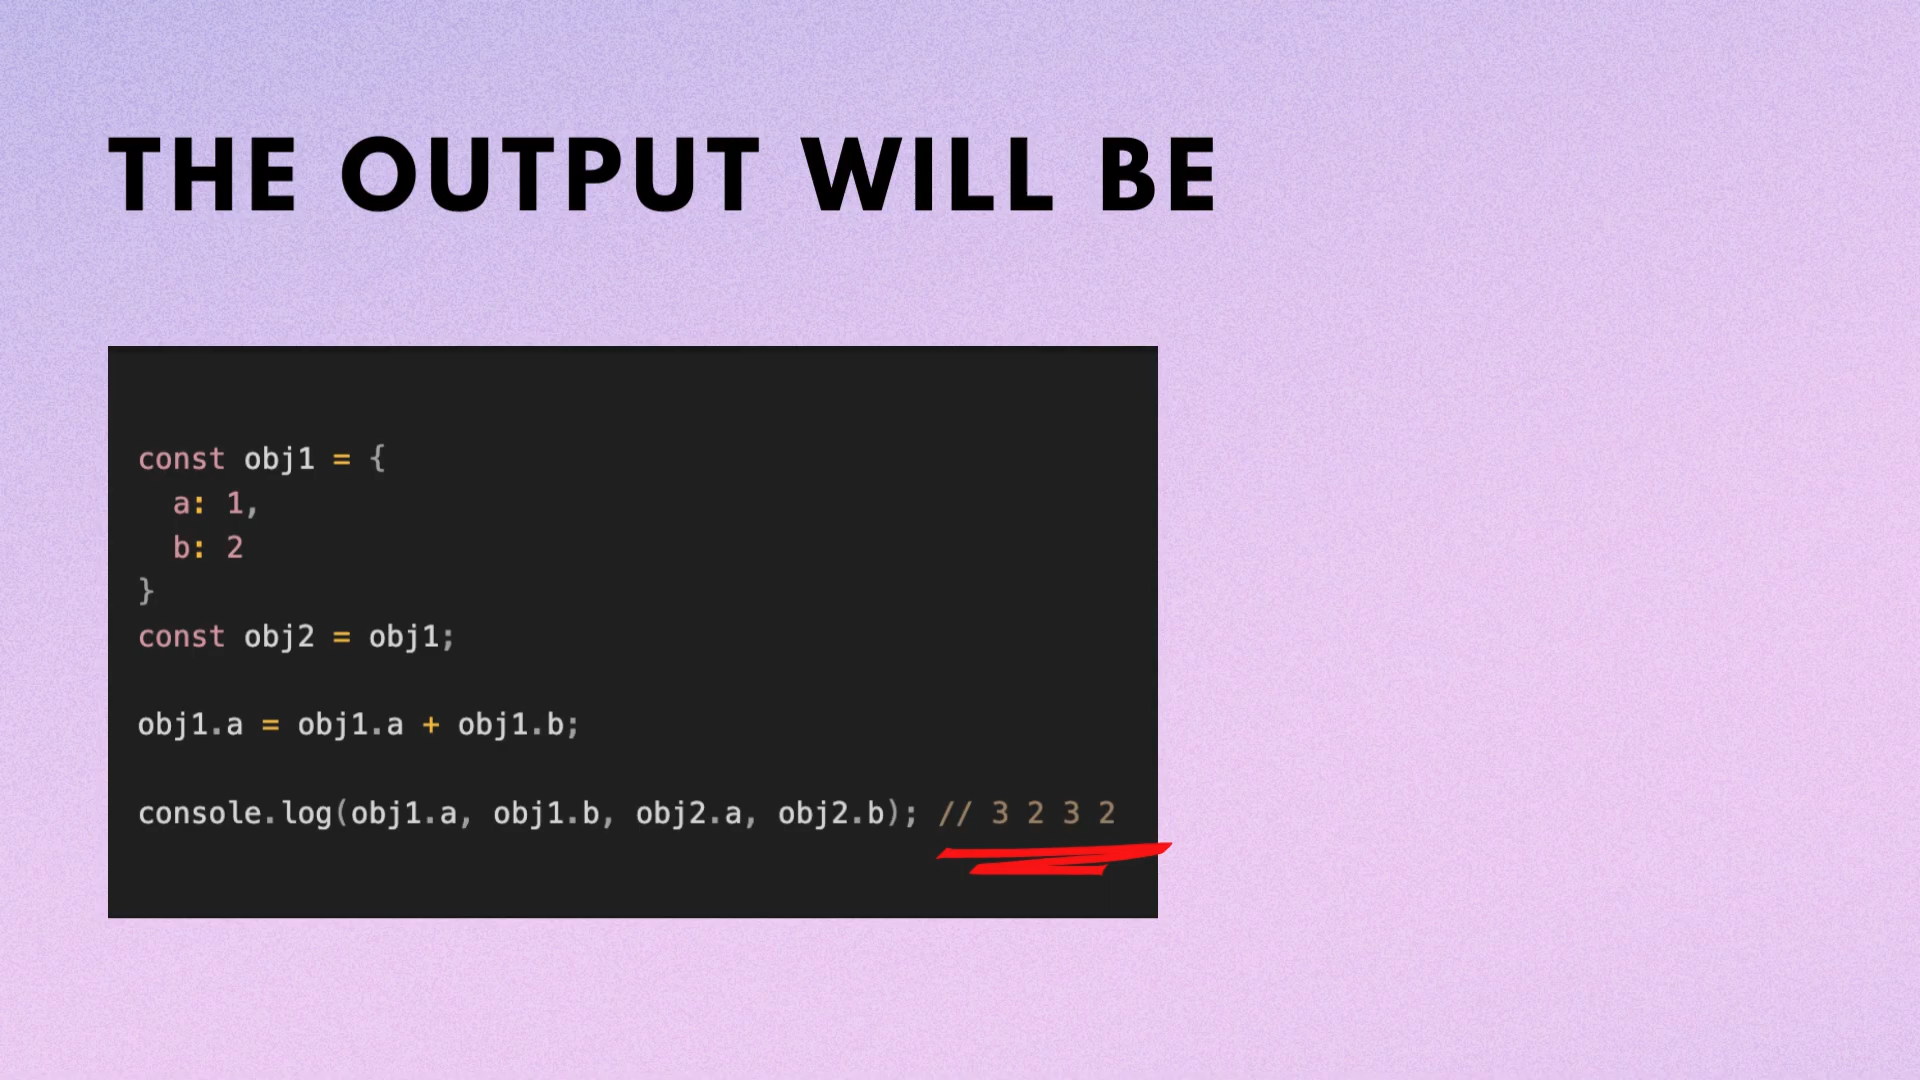 THE OUTPUT WILL BE
const obj1 = {
  a: 1,
  b: 2
}
const obj2 = obj1;
obj1.a = obj1.a + obj1.b;
console.log(obj1.a, obj1.b, obj2.a, obj2.b); // 3 2 3 2